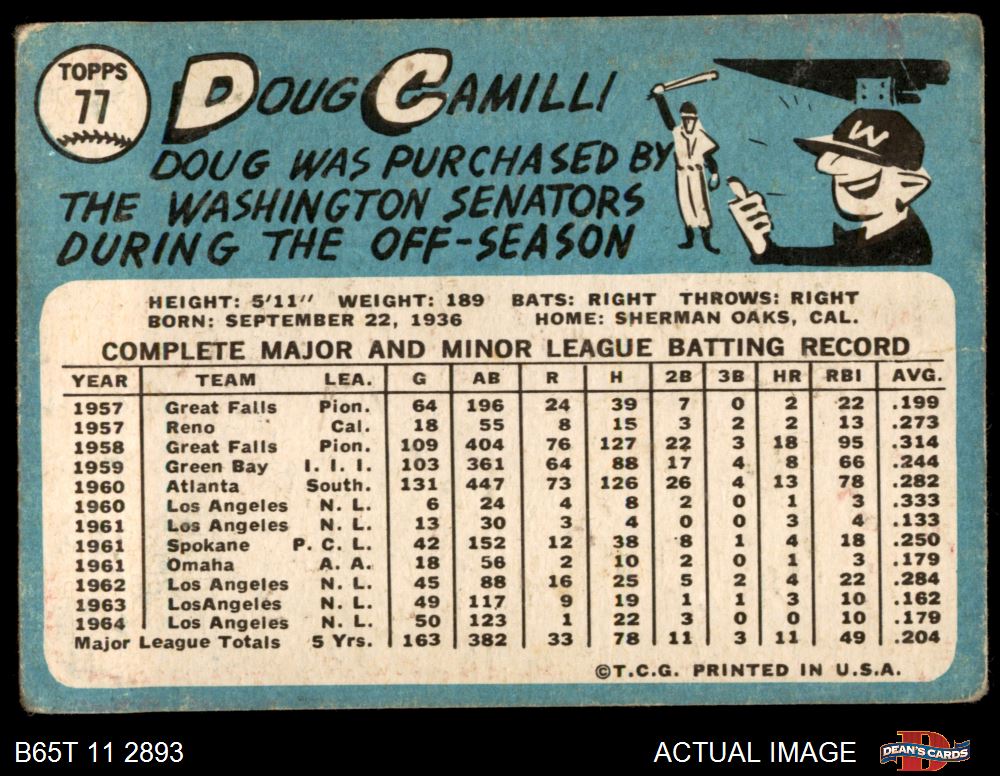 TOPPS
77
DOUG CAMILLI
DOUG WAS PURCHASED BY
THE WASHINGTON SENATORS
DURING THE OFF-SEASON
W
HEIGHT: 5'11" WEIGHT: 189 BATS: RIGHT THROWS: RIGHT
BORN: SEPTEMBER 22, 1936 HOME: SHERMAN OAKS, CAL.
COMPLETE MAJOR AND MINOR LEAGUE BATTING RECORD
YEAR TEAM LEA. G AB R H 2B 3B HR RBI AVG.
1957 Great Falls Pion. 64 196 24 39 7 0 2 22 .199
1957 Reno Cal. 18 55 8 15 3 2 2 13 .273
1958 Great Falls Pion. 109 404 76 127 22 3 18 95 .314
1959 Green Bay I. I. I. 103 361 64 88 17 4 8 66 .244
1960 Atlanta South. 131 447 73 126 26 4 13 78 .282
1960 Los Angeles N. L. 6 24 4 8 2 0 1 3 .333
1961 Los Angeles N. L. 13 30 3 4 0 0 3 4 .133
1961 Spokane P. C. L. 42 152 12 38 8 1 4 18 .250
1961 Omaha A. A. 18 56 2 10 2 0 1 3 .179
1962 Los Angeles N. L. 45 88 16 25 5 2 4 22 .284
1963 LosAngeles N. L. 49 117 9 19 1 1 3 10 .162
1964 Los Angeles N. L. 50 123 1 22 3 0 0 10 .179
Major League Totals 5 Yrs. 163 382 33 78 11 3 11 49 .204
©T.C.G. PRINTED IN U.S.A.
B65T 11 2893 ACTUAL IMAGE D DEAN'S CARDS